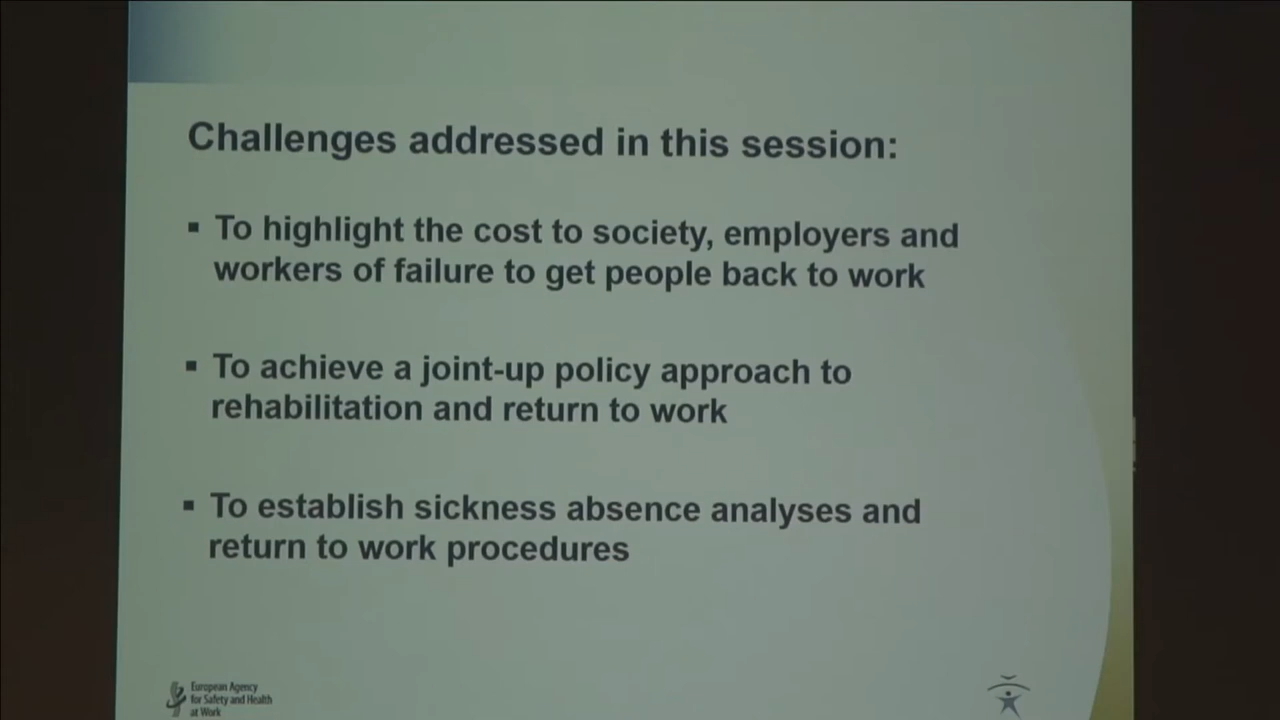 Challenges addressed in this session:
▪ To highlight the cost to society, employers and
workers of failure to get people back to work
▪ To achieve a joint-up policy approach to
rehabilitation and return to work
▪ To establish sickness absence analyses and
return to work procedures
European Agency
for Safety and Health
at Work